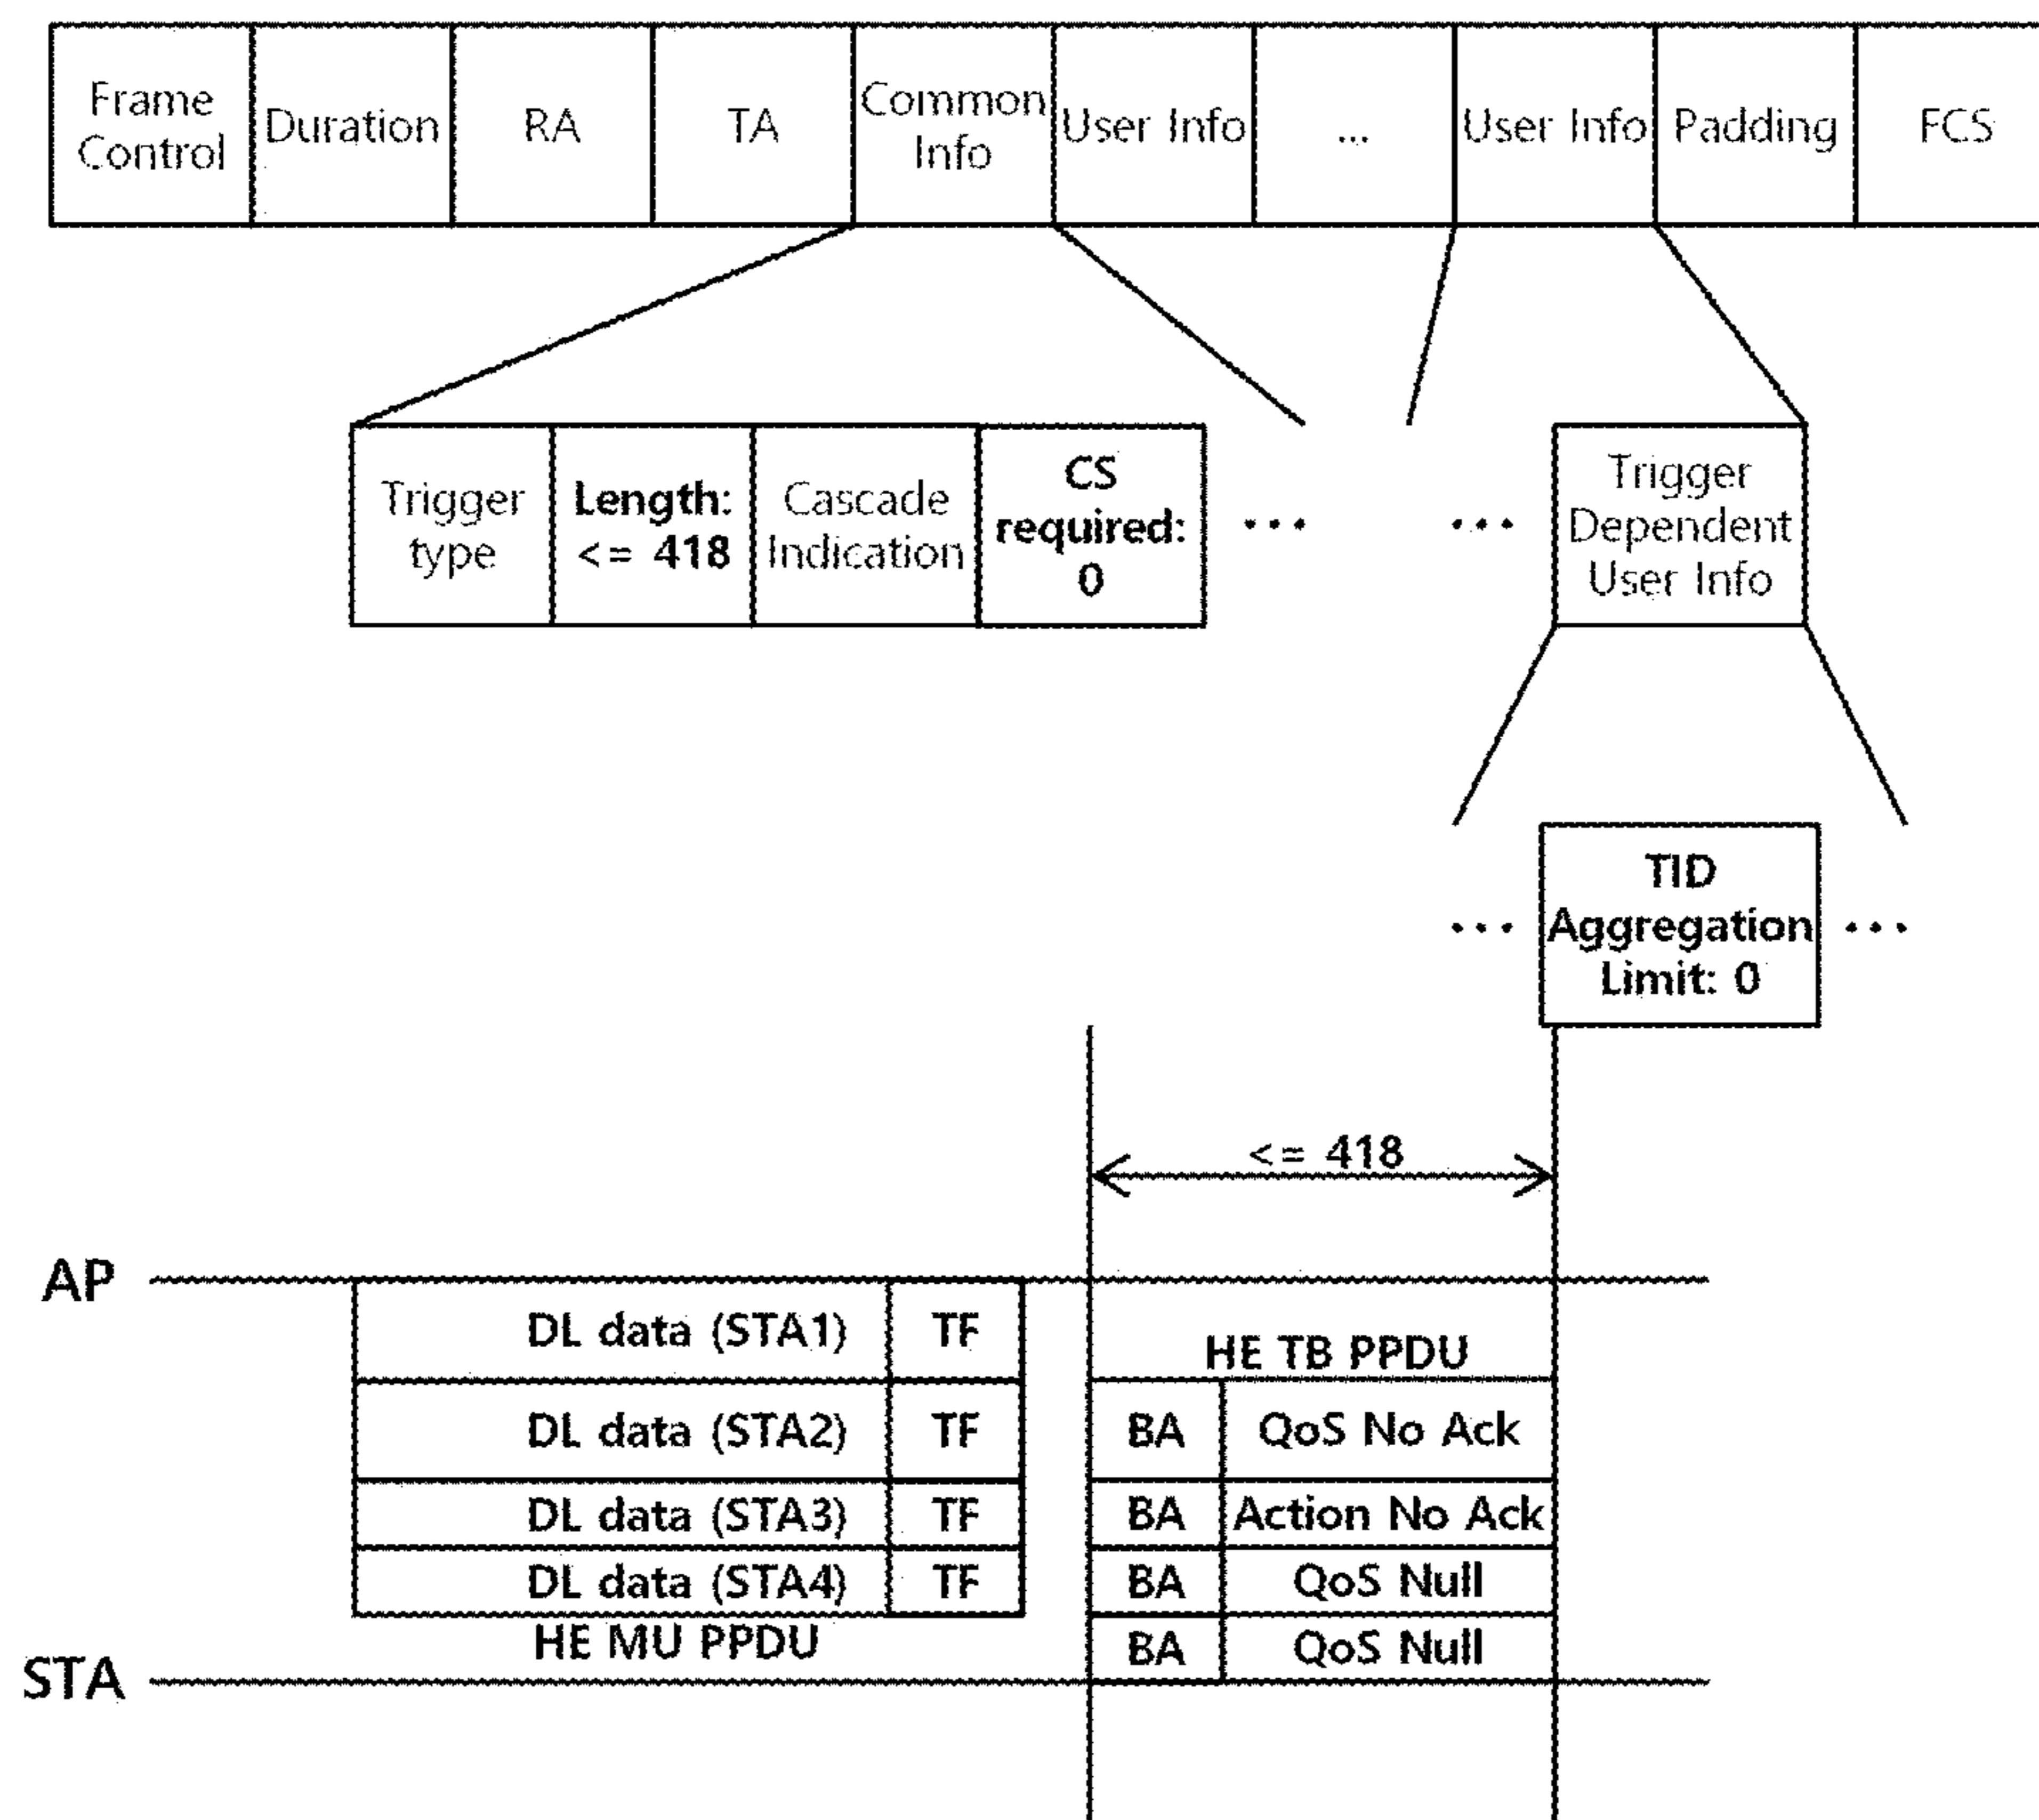 Frame Control
Duration
RA
TA
Common Info
User Info
...
User Info
Padding
FCS
Trigger type
Length: <= 418
Cascade Indication
CS required: 0
...
...
Trigger Dependent User Info
...
TID Aggregation Limit: 0
...
<= 418
AP
DL data (STA1)
TF
HE TB PPDU
DL data (STA2)
TF
BA
QoS No Ack
DL data (STA3)
TF
BA
Action No Ack
DL data (STA4)
TF
BA
QoS Null
HE MU PPDU
BA
QoS Null
STA